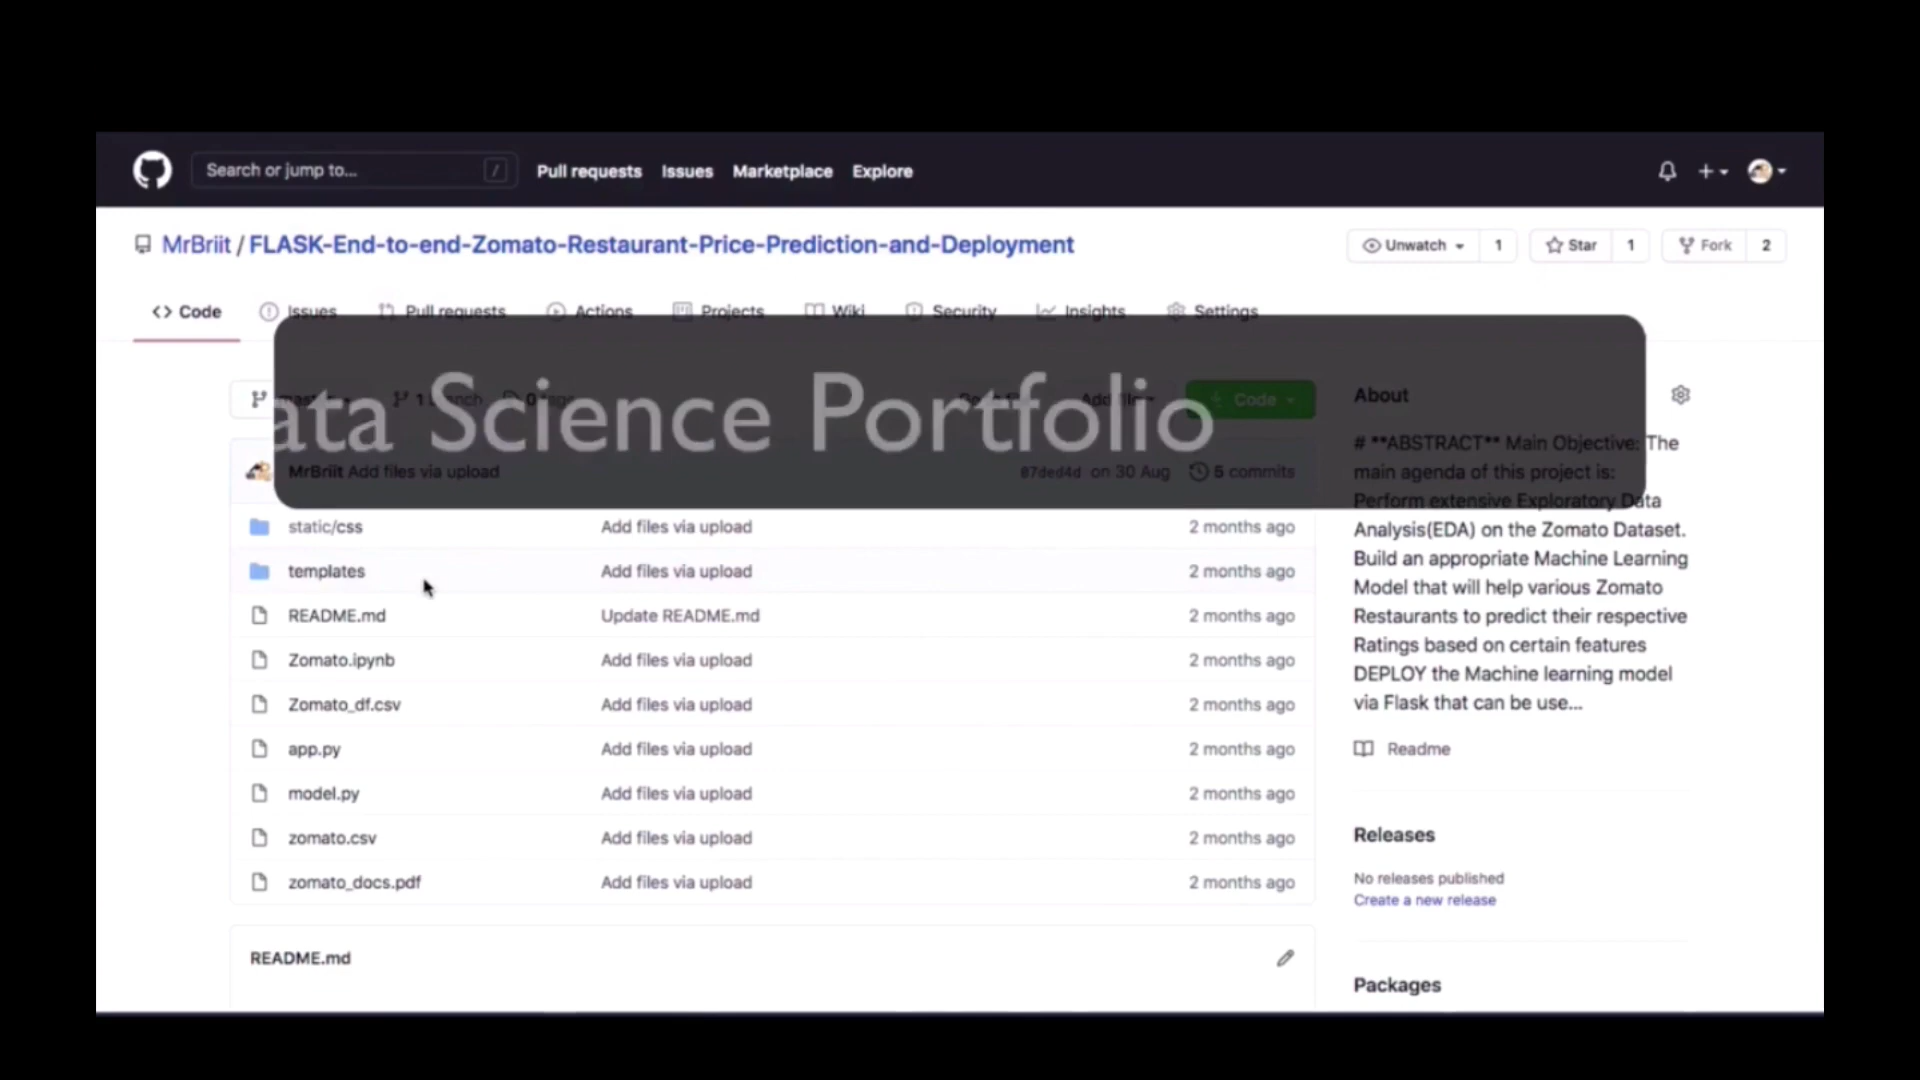 Search or jump to... /
Pull requests Issues Marketplace Explore
MrBriit / FLASK-End-to-end-Zomato-Restaurant-Price-Prediction-and-Deployment
Unwatch 1 Star 1 Fork 2
Code Issues Pull requests Actions Projects Wiki Security Insights Settings
ata Science Portfolio
1 branch 0 Add file Code
MrBriit Add files via upload 87ded4d on 30 Aug 5 commits
static/css Add files via upload 2 months ago
templates Add files via upload 2 months ago
README.md Update README.md 2 months ago
Zomato.ipynb Add files via upload 2 months ago
Zomato_df.csv Add files via upload 2 months ago
app.py Add files via upload 2 months ago
model.py Add files via upload 2 months ago
zomato.csv Add files via upload 2 months ago
zomato_docs.pdf Add files via upload 2 months ago
README.md
About
# **ABSTRACT** Main Objective: The
main agenda of this project is:
Perform extensive Exploratory Data
Analysis(EDA) on the Zomato Dataset.
Build an appropriate Machine Learning
Model that will help various Zomato
Restaurants to predict their respective
Ratings based on certain features
DEPLOY the Machine learning model
via Flask that can be use...
Readme
Releases
No releases published
Create a new release
Packages